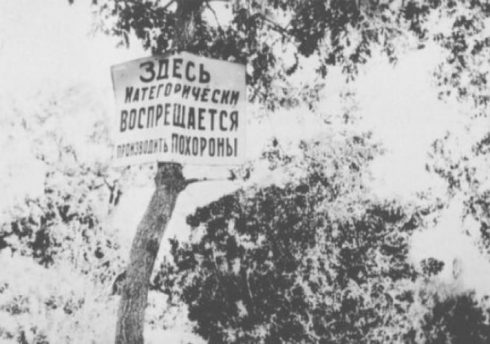 ЗДЕСЬ
КАТЕГОРИЧЕСКИ
ВОСПРЕЩАЕТСЯ
ПРОИЗВОДИТЬ ПОХОРОНЫ